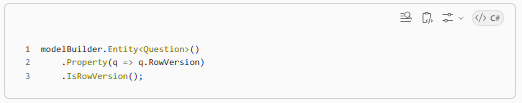 </> C#
1 modelBuilder.Entity<Question>()
2 .Property(q => q.RowVersion)
3 .IsRowVersion();